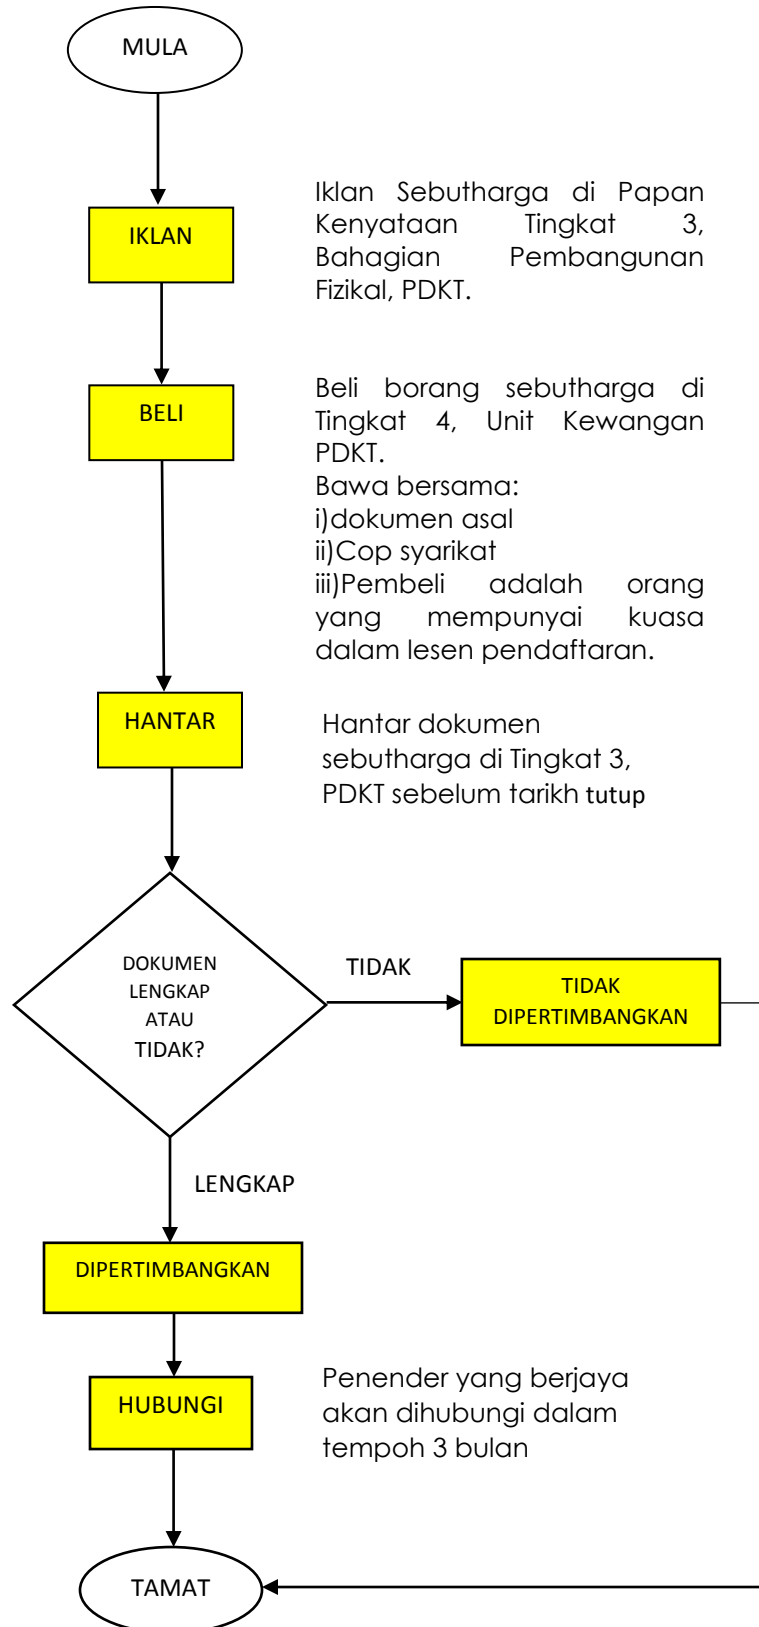 MULA
IKLAN
Iklan Sebutharga di Papan
Kenyataan Tingkat 3,
Bahagian Pembangunan
Fizikal, PDKT.
BELI
Beli borang sebutharga di
Tingkat 4, Unit Kewangan
PDKT.
Bawa bersama:
i)dokumen asal
ii)Cop syarikat
iii)Pembeli adalah orang
yang mempunyai kuasa
dalam lesen pendaftaran.
HANTAR
Hantar dokumen
sebutharga di Tingkat 3,
PDKT sebelum tarikh tutup
DOKUMEN
LENGKAP
ATAU
TIDAK?
TIDAK
TIDAK
DIPERTIMBANGKAN
LENGKAP
DIPERTIMBANGKAN
HUBUNGI
Penender yang berjaya
akan dihubungi dalam
tempoh 3 bulan
TAMAT